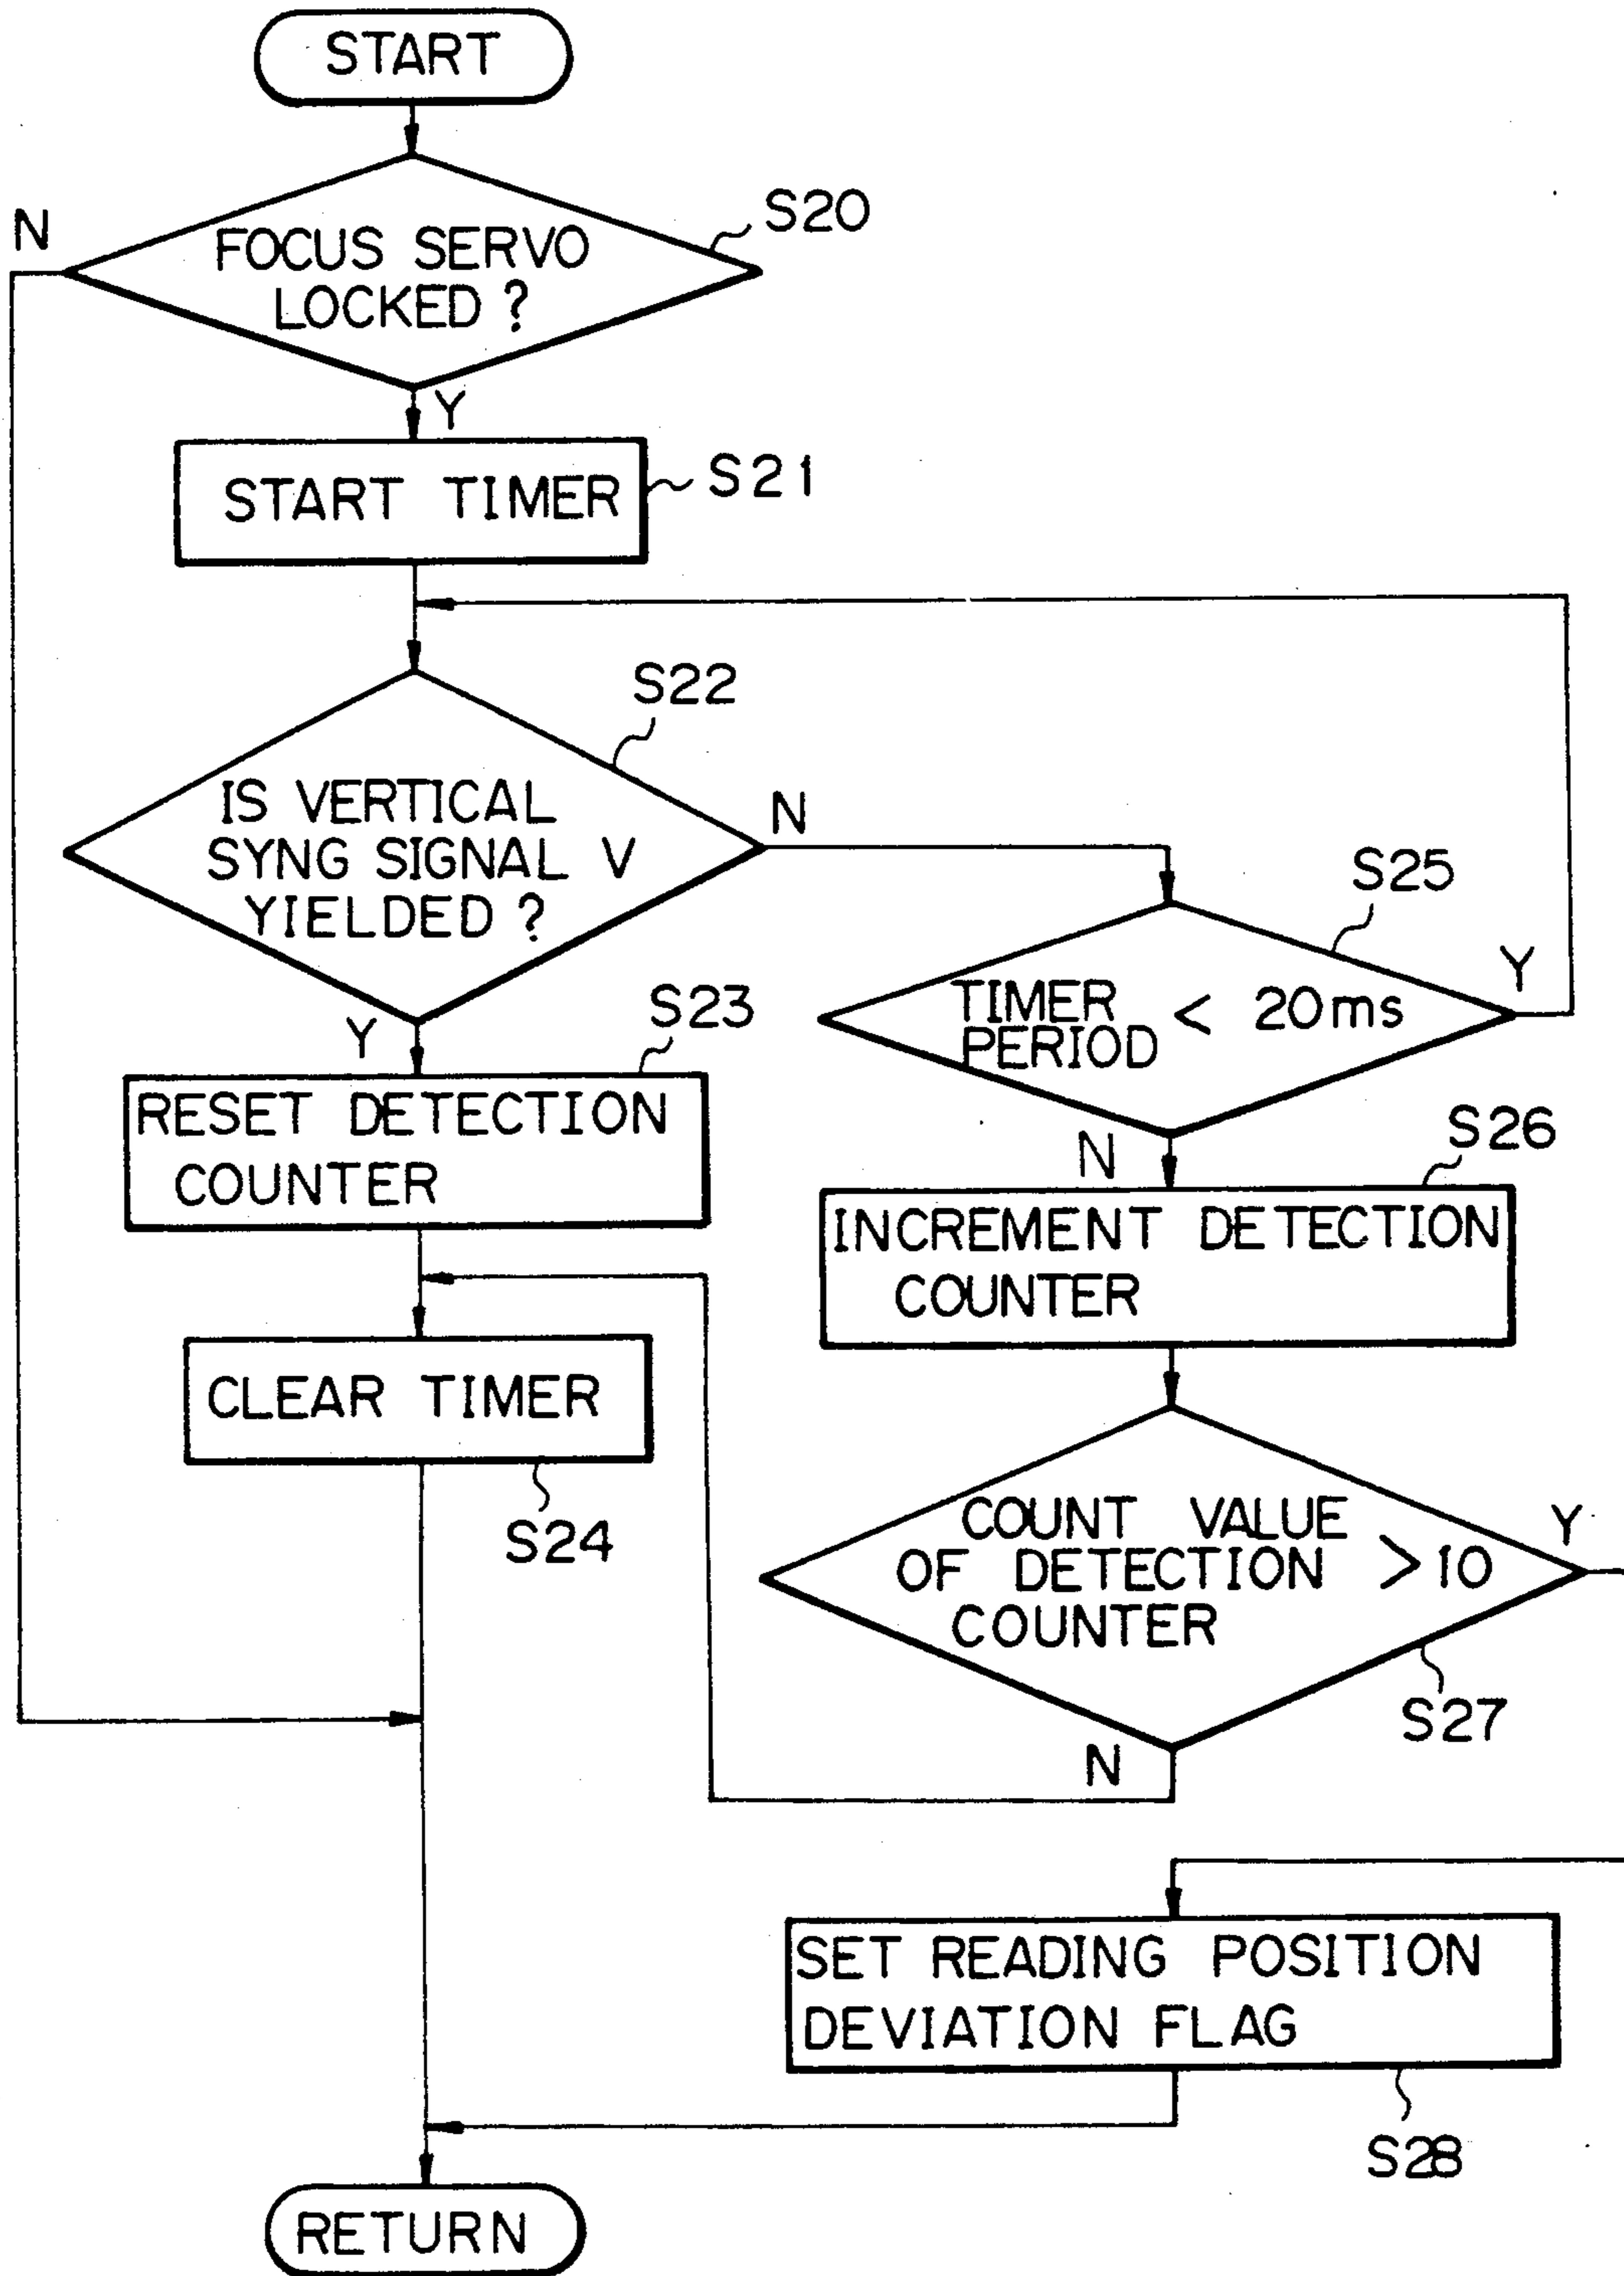 START
N
S20
FOCUS SERVO
LOCKED ?
Y
START TIMER
S21
S22
IS VERTICAL
SYNG SIGNAL V
YIELDED ?
N
Y
S25
TIMER
PERIOD < 20ms
Y
N
S23
RESET DETECTION
COUNTER
S26
INCREMENT DETECTION
COUNTER
CLEAR TIMER
S24
COUNT VALUE
OF DETECTION > 10
COUNTER
Y
S27
N
SET READING POSITION
DEVIATION FLAG
S28
RETURN